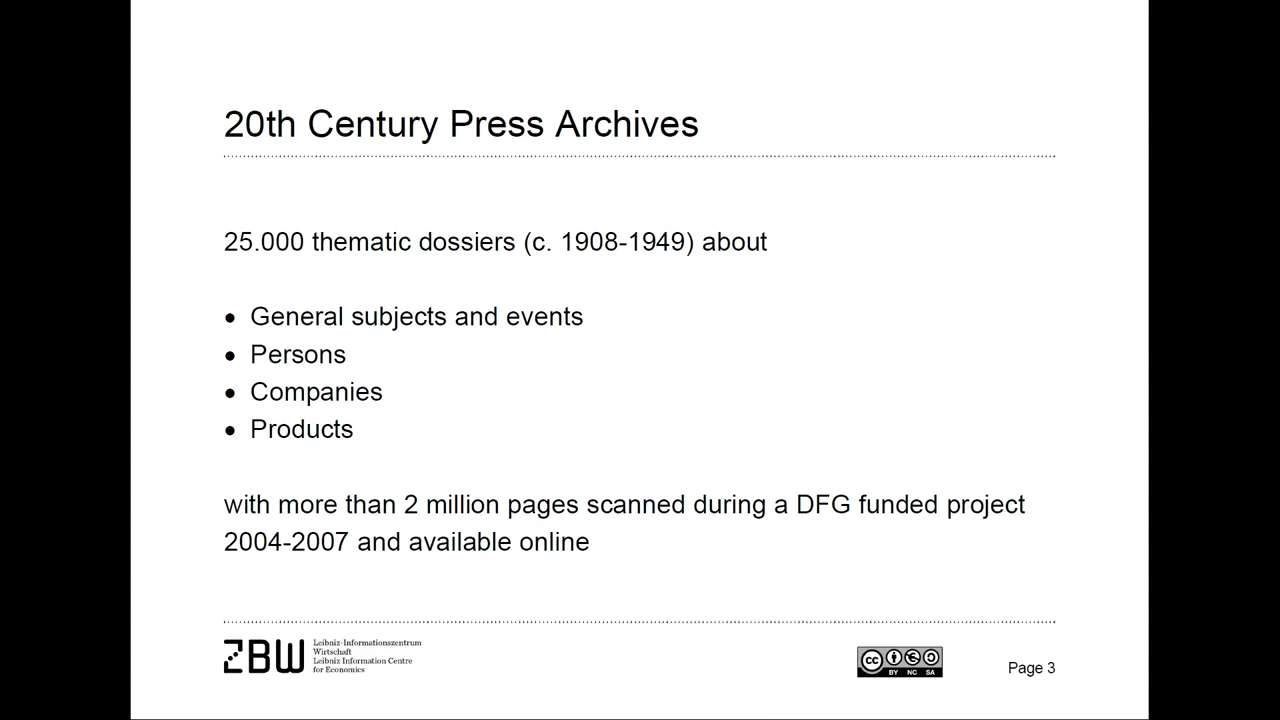 20th Century Press Archives
25.000 thematic dossiers (c. 1908-1949) about
• General subjects and events
• Persons
• Companies
• Products
with more than 2 million pages scanned during a DFG funded project
2004-2007 and available online
ZBW
Leibniz-Informationszentrum
Wirtschaft
Leibniz Information Centre
for Economics
cc
BY NC SA
Page 3